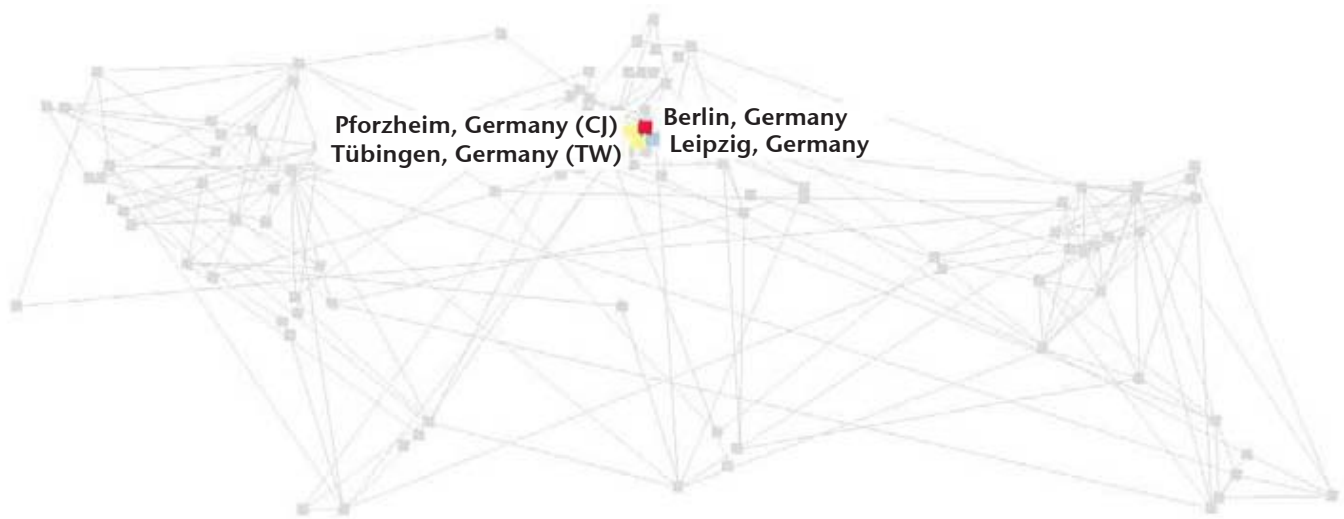 Pforzheim, Germany (CJ)
Tübingen, Germany (TW)
Berlin, Germany
Leipzig, Germany